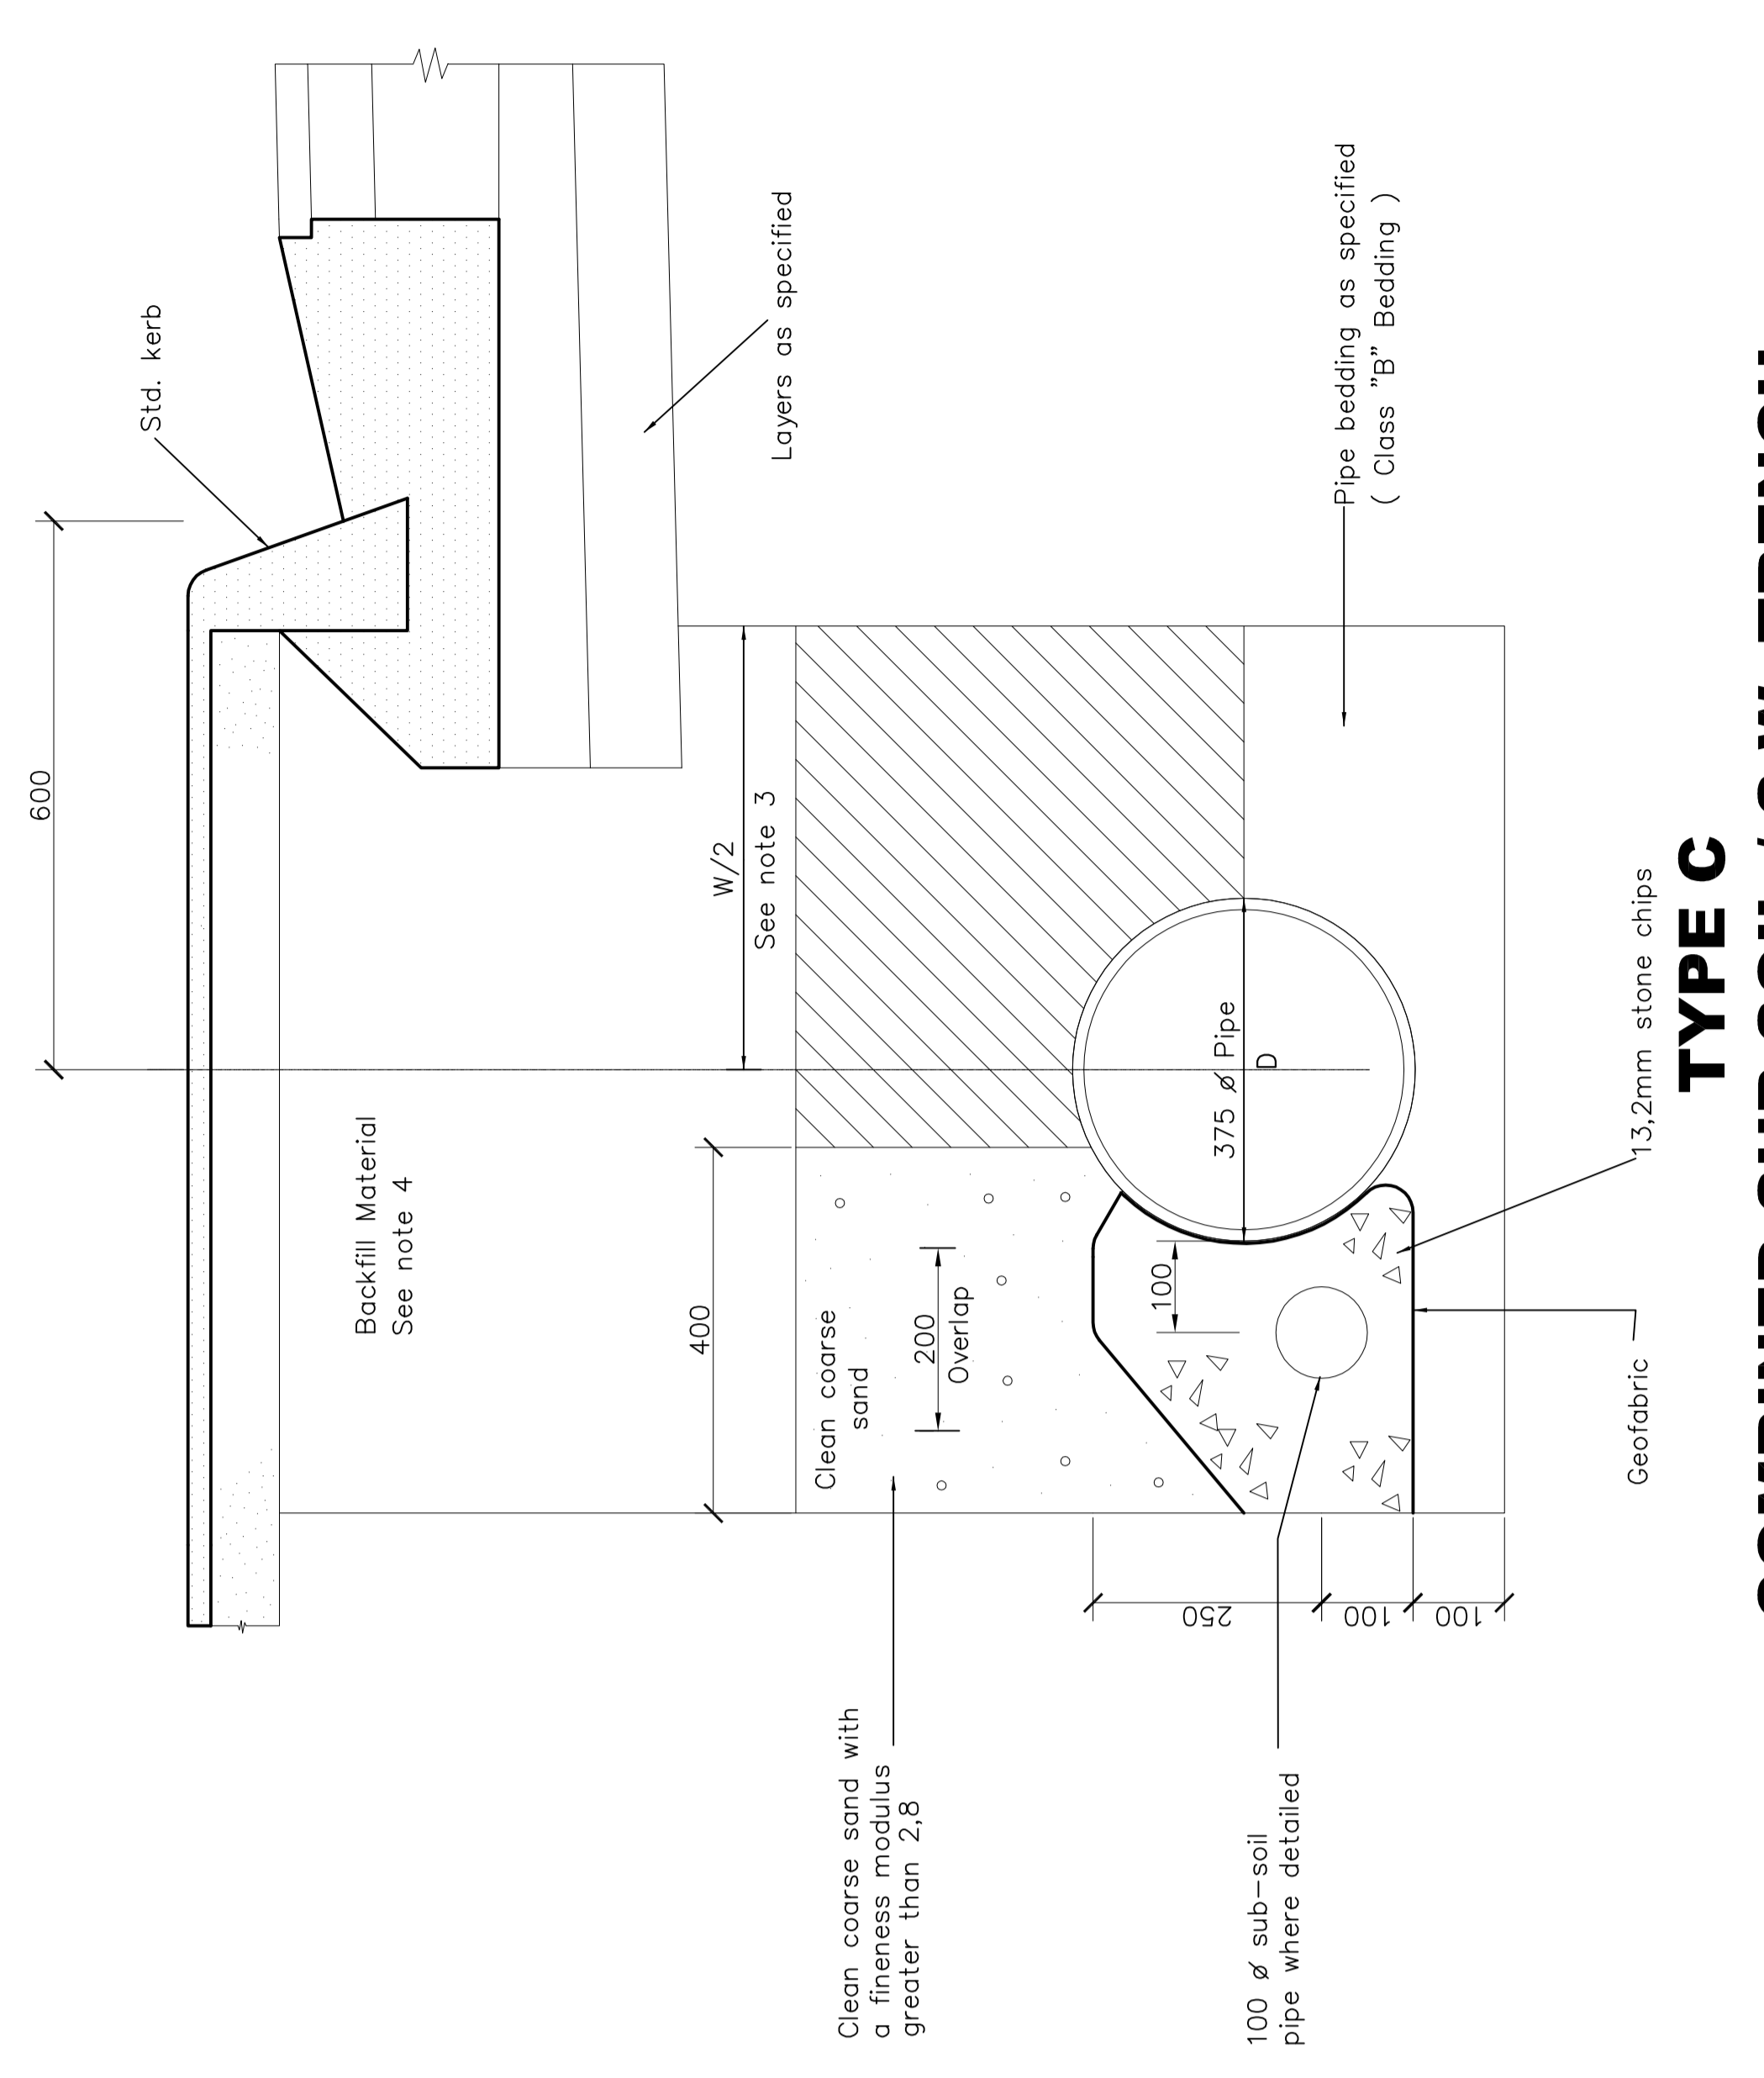 600
Std. kerb
Backfill Material
See note 4
Layers as specified
W/2
See note 3
400
Clean coarse
sand
200
Overlap
Clean coarse sand with
a fineness modulus
greater than 2,8
100
375 ø Pipe
D
Pipe bedding as specified
( Class "B" Bedding )
250
100
100
100 ø sub-soil
pipe where detailed
13,2mm stone chips
Geofabric
TYPE C